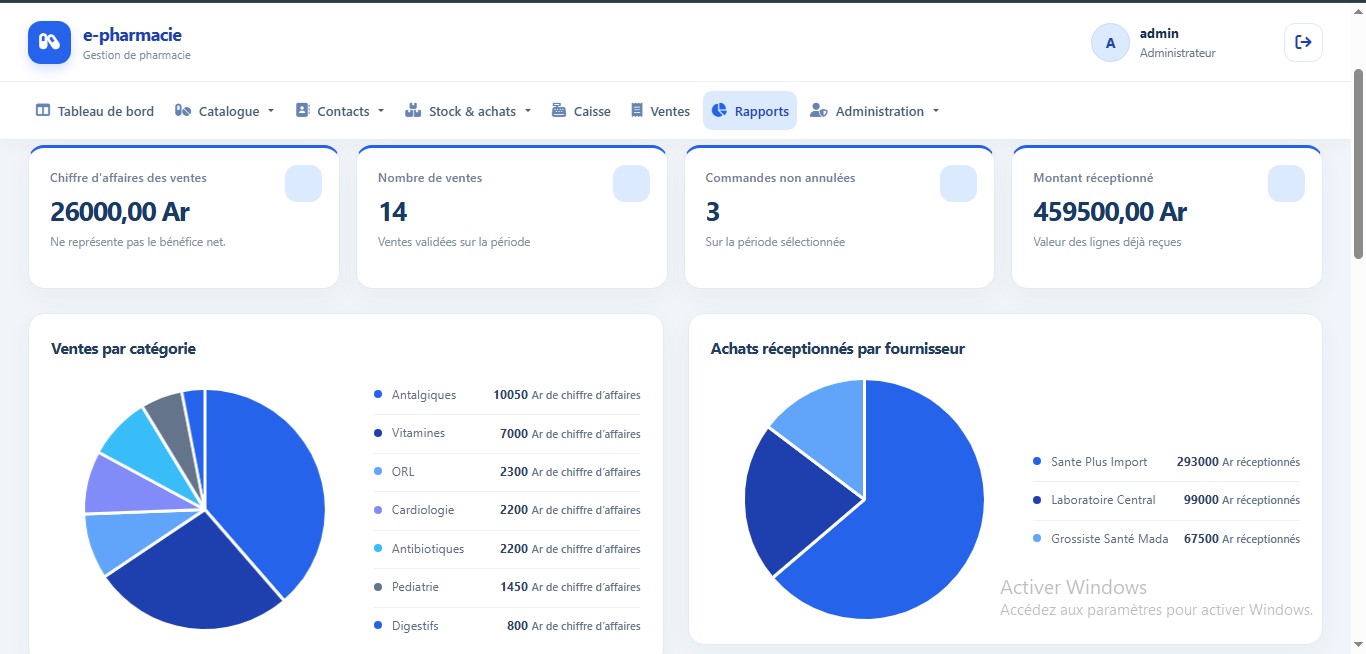 e-pharmacie
Gestion de pharmacie
A
admin
Administrateur
Tableau de bord
Catalogue
Contacts
Stock & achats
Caisse
Ventes
Rapports
Administration
Chiffre d'affaires des ventes
26000,00 Ar
Ne représente pas le bénéfice net.
Nombre de ventes
14
Ventes validées sur la période
Commandes non annulées
3
Sur la période sélectionnée
Montant réceptionné
459500,00 Ar
Valeur des lignes déjà reçues
Ventes par catégorie
Antalgiques 10050 Ar de chiffre d'affaires
Vitamines 7000 Ar de chiffre d'affaires
ORL 2300 Ar de chiffre d'affaires
Cardiologie 2200 Ar de chiffre d'affaires
Antibiotiques 2200 Ar de chiffre d'affaires
Pediatrie 1450 Ar de chiffre d'affaires
Digestifs 800 Ar de chiffre d'affaires
Achats réceptionnés par fournisseur
Sante Plus Import 293000 Ar réceptionnés
Laboratoire Central 99000 Ar réceptionnés
Grossiste Santé Mada 67500 Ar réceptionnés
Activer Windows
Accédez aux paramètres pour activer Windows.